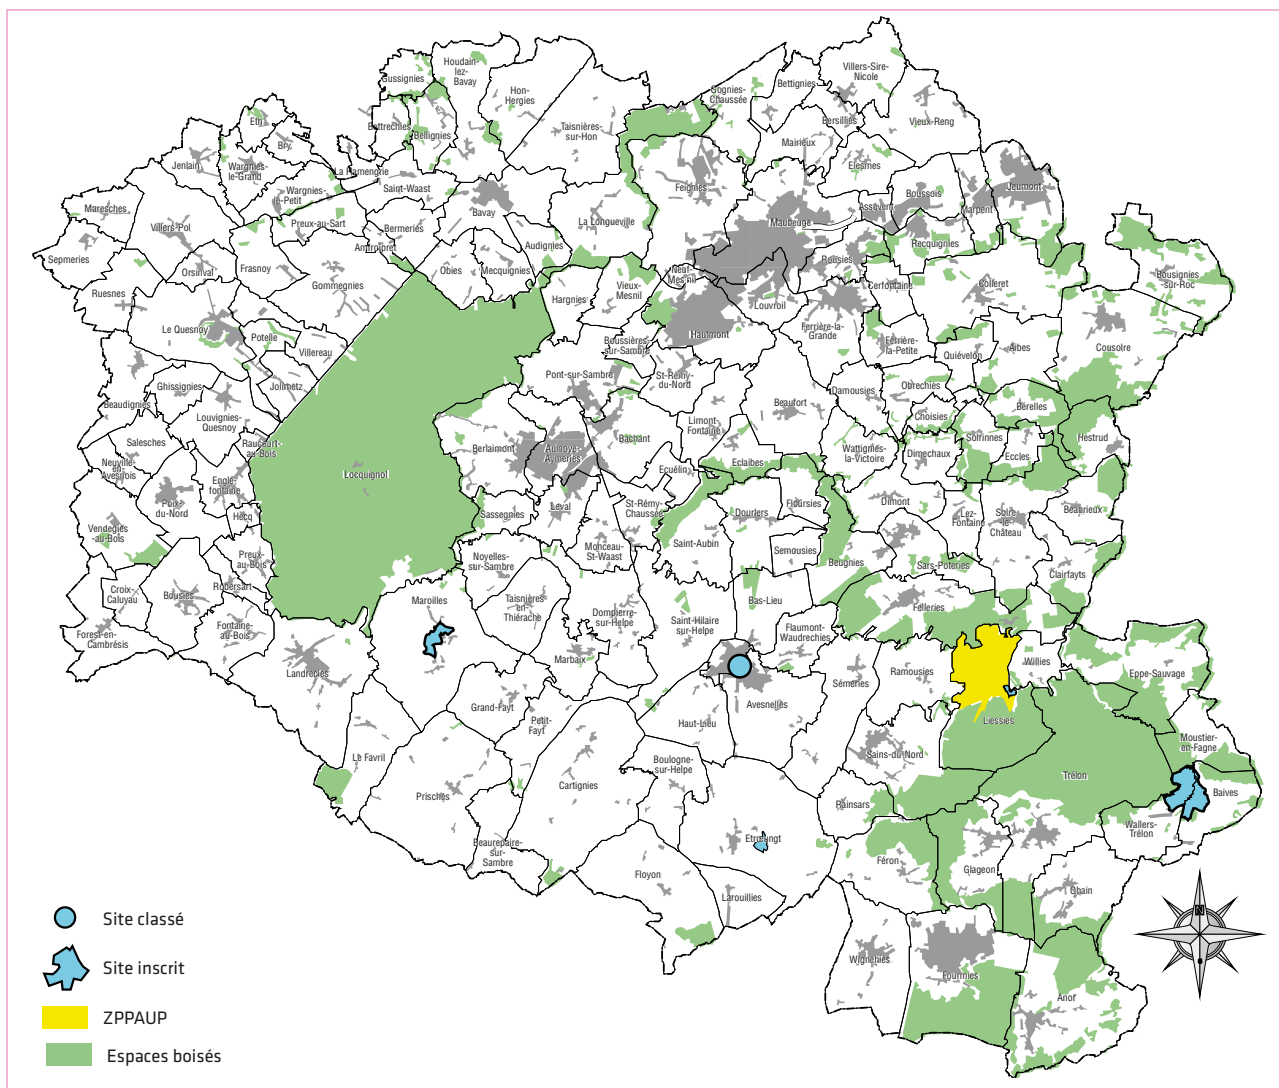 Gussignies
Houdain-
lez-
Bavay
Hon-
Hergies
Taisnières-
sur-Hon
Gognies-
Chaussée
Bettignies
Villers-Sire-
Nicole
Bersillies
Vieux-Reng
Mairieux
Elesmes
Eth
Bry
Bettrechies
Bellignies
Jenlain
Wargnies-
le-Grand
La Flamengrie
Saint-Waast
Wargnies-
le-Petit
Feignies
Jeumont
Boussois
Marpent
Assevent
Maresches
Villers-Pol
Preux-au-Sart
Bermeries
Bavay
La Longueville
Maubeuge
Recquignies
Sepmeries
Orsinval
Frasnoy
Amfroipret
Audignies
Obies
Mecquignies
Rousies
Neuf-
Mesnil
Bousignies
-sur-Roc
Ruesnes
Gommegnies
Hargnies
Vieux-
Mesnil
Louvroil
Cerfontaine
Colleret
Le Quesnoy
Potelle
Villereau
Boussières-
sur-Sambre
Hautmont
Ferrière-la-
Grande
Ferrière-
la-Petite
Quiévelon
Aibes
Cousolre
Ghissignies
Jolimetz
Pont-sur-Sambre
St-Rémy-
du-Nord
Beaudignies
Louvignies-
Quesnoy
Beaufort
Damousies
Obrechies
Choisies
Bérelles
Salesches
Raucourt-
au-Bois
Berlaimont
Aulnoye-
Aymeries
Bachant
Limont-
Fontaine
Wattignies-
la-Victoire
Dimechaux
Solrinnes
Eccles
Hestrud
Neuville-
en-
Avesnois
Englefontaine
Locquignol
Ecuélin
Eclaibes
Poix-
du-Nord
Hecq
Sassegnies
Leval
St-Rémy-
Chaussée
Dourlers
Floursies
Dimont
Lez-
Fontaine
Solre-
le-
Château
Beaurieux
Vendegies
-au-Bois
Preux-
au-Bois
Noyelles-
sur-Sambre
Monceau-
St-Waast
Saint-Aubin
Semousies
Beugnies
Sars-Poteries
Clairfayts
Croix-
Caluyau
Bousies
Robersart
Maroilles
Taisnières-
en-
Thiérache
Dompierre-
sur-Helpe
Saint-Hilaire
sur-Helpe
Bas-Lieu
Felleries
Forest-en-
Cambrésis
Fontaine-
au-Bois
Flaumont-
Waudrechies
Landrecies
Marbaix
Sémeries
Ramousies
Willies
Eppe-Sauvage
Grand-Fayt
Petit-
Fayt
Haut-Lieu
Avesnelles
Liessies
Moustier-
en-Fagne
Le Favril
Boulogne-
sur-Helpe
Sains-du-Nord
Trélon
Prisches
Cartignies
Rainsars
Baives
Wallers-
Trélon
Beaurepaire-
sur-
Sambre
Etrœungt
Floyon
Féron
Glageon
Ohain
Larouillies
Wignehies
Fourmies
Anor
N
Site classé
Site inscrit
ZPPAUP
Espaces boisés